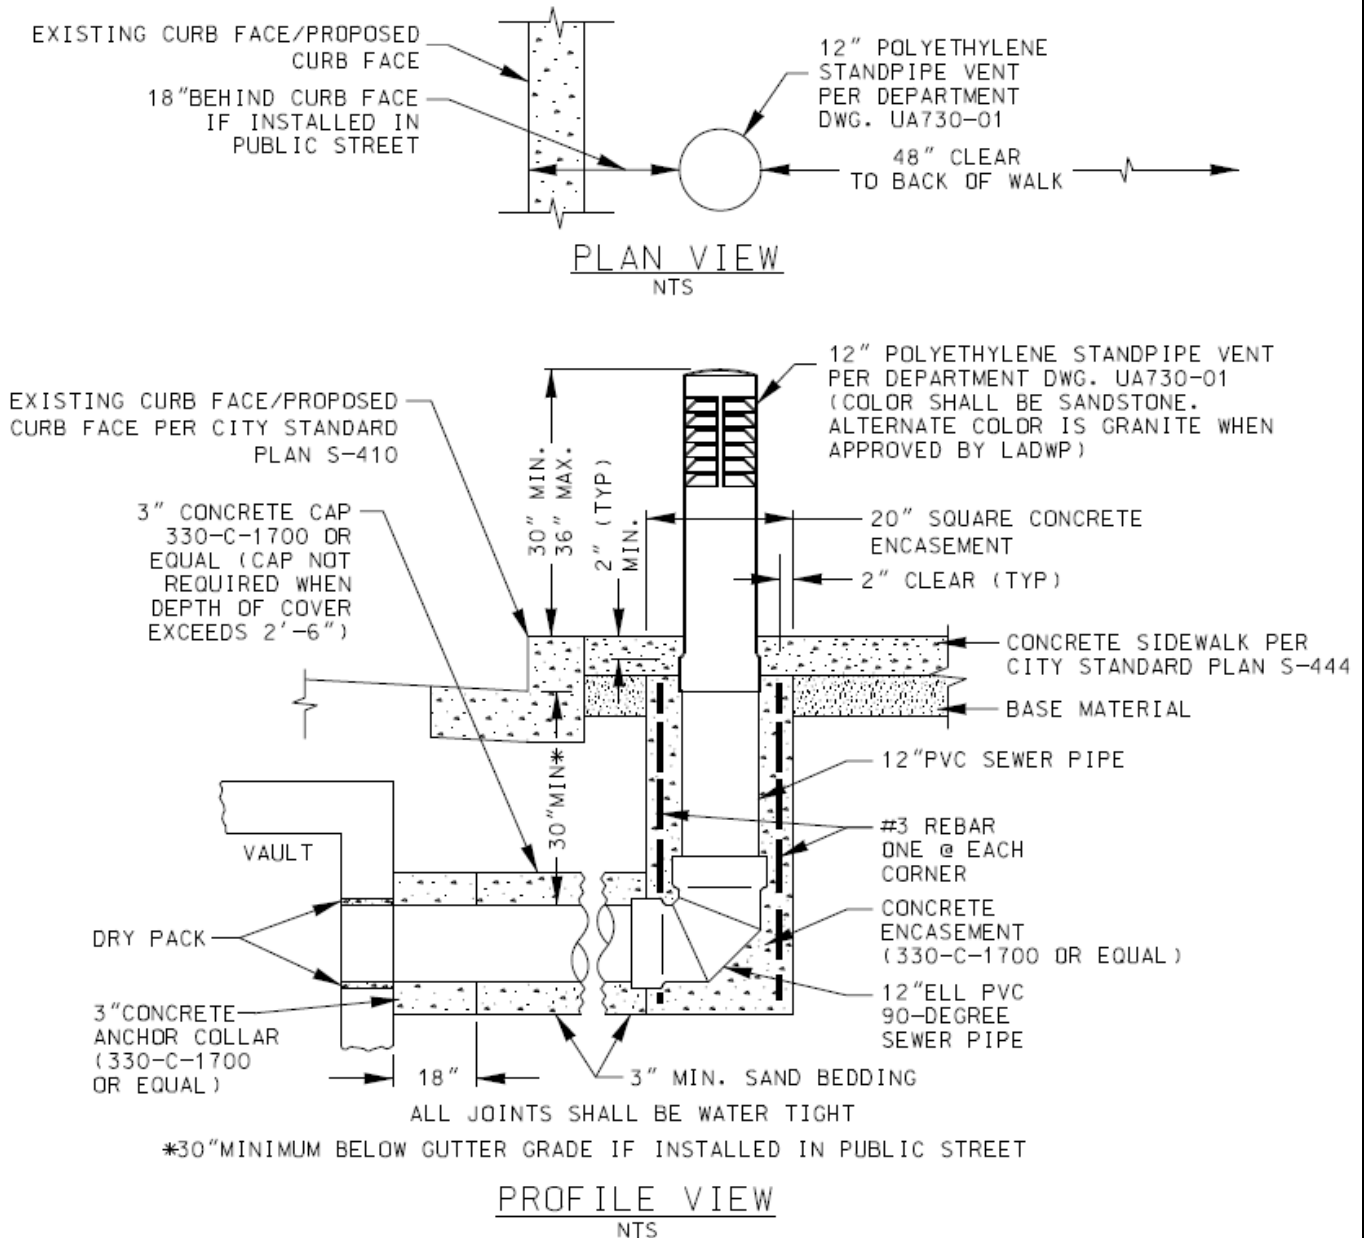 EXISTING CURB FACE/PROPOSED
CURB FACE
18"BEHIND CURB FACE
IF INSTALLED IN
PUBLIC STREET
12" POLYETHYLENE
STANDPIPE VENT
PER DEPARTMENT
DWG. UA730-01
48" CLEAR
TO BACK OF WALK
PLAN VIEW
NTS
EXISTING CURB FACE/PROPOSED
CURB FACE PER CITY STANDARD
PLAN S-410
3" CONCRETE CAP
330-C-1700 OR
EQUAL (CAP NOT
REQUIRED WHEN
DEPTH OF COVER
EXCEEDS 2'-6")
30" MIN.
36" MAX.
2" (TYP)
MIN.
12" POLYETHYLENE STANDPIPE VENT
PER DEPARTMENT DWG. UA730-01
(COLOR SHALL BE SANDSTONE.
ALTERNATE COLOR IS GRANITE WHEN
APPROVED BY LADWP)
20" SQUARE CONCRETE
ENCASEMENT
2" CLEAR (TYP)
CONCRETE SIDEWALK PER
CITY STANDARD PLAN S-444
BASE MATERIAL
30"MIN*
12"PVC SEWER PIPE
VAULT
#3 REBAR
ONE @ EACH
CORNER
DRY PACK
CONCRETE
ENCASEMENT
(330-C-1700 OR EQUAL)
3"CONCRETE
ANCHOR COLLAR
(330-C-1700
OR EQUAL)
12"ELL PVC
90-DEGREE
SEWER PIPE
18"
3" MIN. SAND BEDDING
ALL JOINTS SHALL BE WATER TIGHT
*30"MINIMUM BELOW GUTTER GRADE IF INSTALLED IN PUBLIC STREET
PROFILE VIEW
NTS